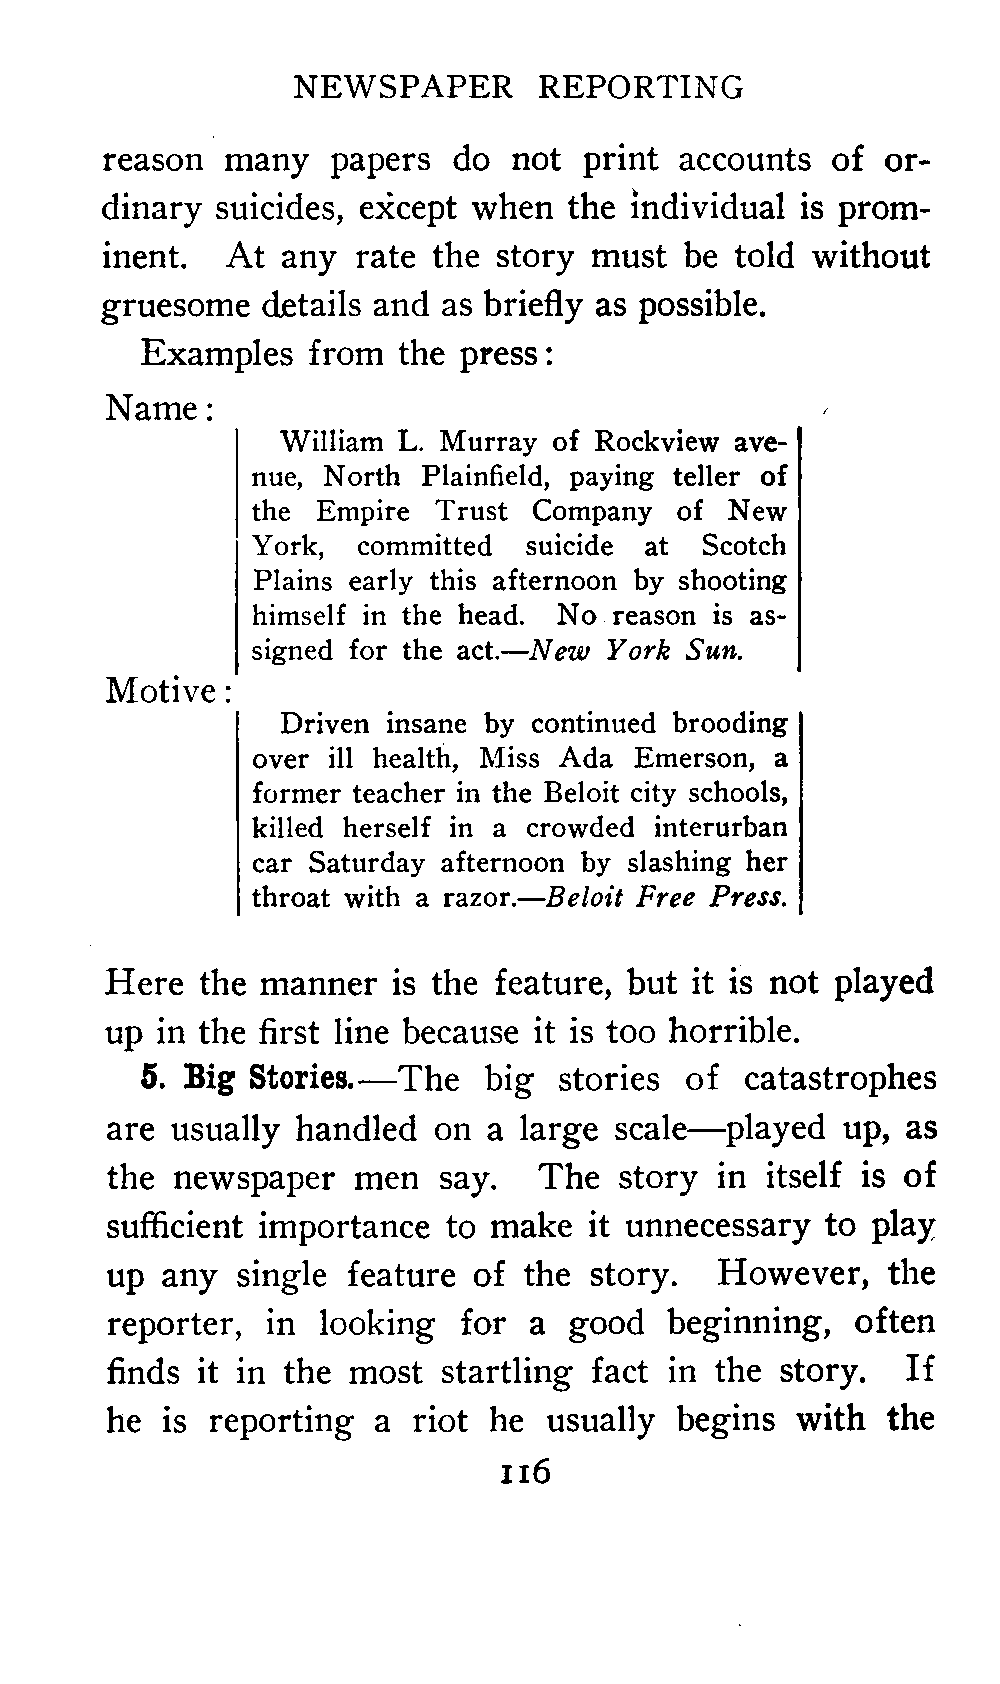 NEWSPAPER REPORTING
reason many papers do not print accounts of or-
dinary suicides, except when the individual is prom-
inent. At any rate the story must be told without
gruesome details and as briefly as possible.
Examples from the press:
Name:
William L. Murray of Rockview ave-
nue, North Plainfield, paying teller of
the Empire Trust Company of New
York, committed suicide at Scotch
Plains early this afternoon by shooting
himself in the head. No reason is as-
signed for the act.—New York Sun.
Motive:
Driven insane by continued brooding
over ill health, Miss Ada Emerson, a
former teacher in the Beloit city schools,
killed herself in a crowded interurban
car Saturday afternoon by slashing her
throat with a razor.—Beloit Free Press.
Here the manner is the feature, but it is not played
up in the first line because it is too horrible.
5. Big Stories.—The big stories of catastrophes
are usually handled on a large scale—played up, as
the newspaper men say. The story in itself is of
sufficient importance to make it unnecessary to play
up any single feature of the story. However, the
reporter, in looking for a good beginning, often
finds it in the most startling fact in the story. If
he is reporting a riot he usually begins with the
116